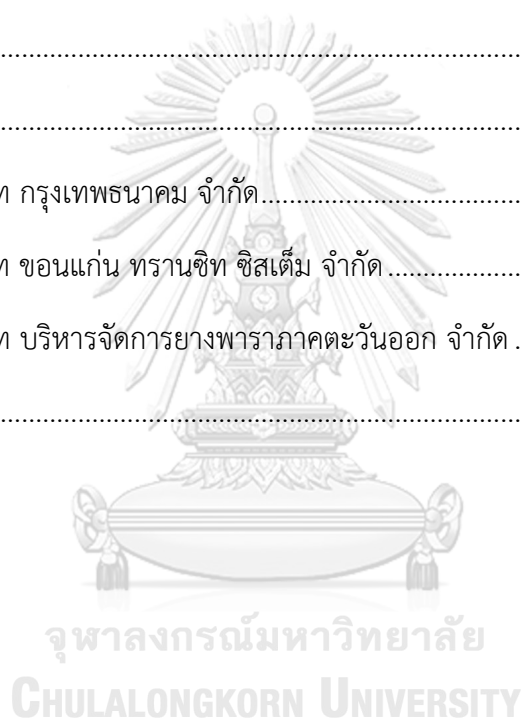 ........................................................................
........................................................................
ท กรุงเทพธนาคม จำกัด....................................
ท ขอนแก่น ทรานซิท ซิสเต็ม จำกัด..................
ท บริหารจัดการยางพาราภาคตะวันออก จำกัด .
........................................................................
จุฬาลงกรณ์มหาวิทยาลัย
CHULALONGKORN UNIVERSITY